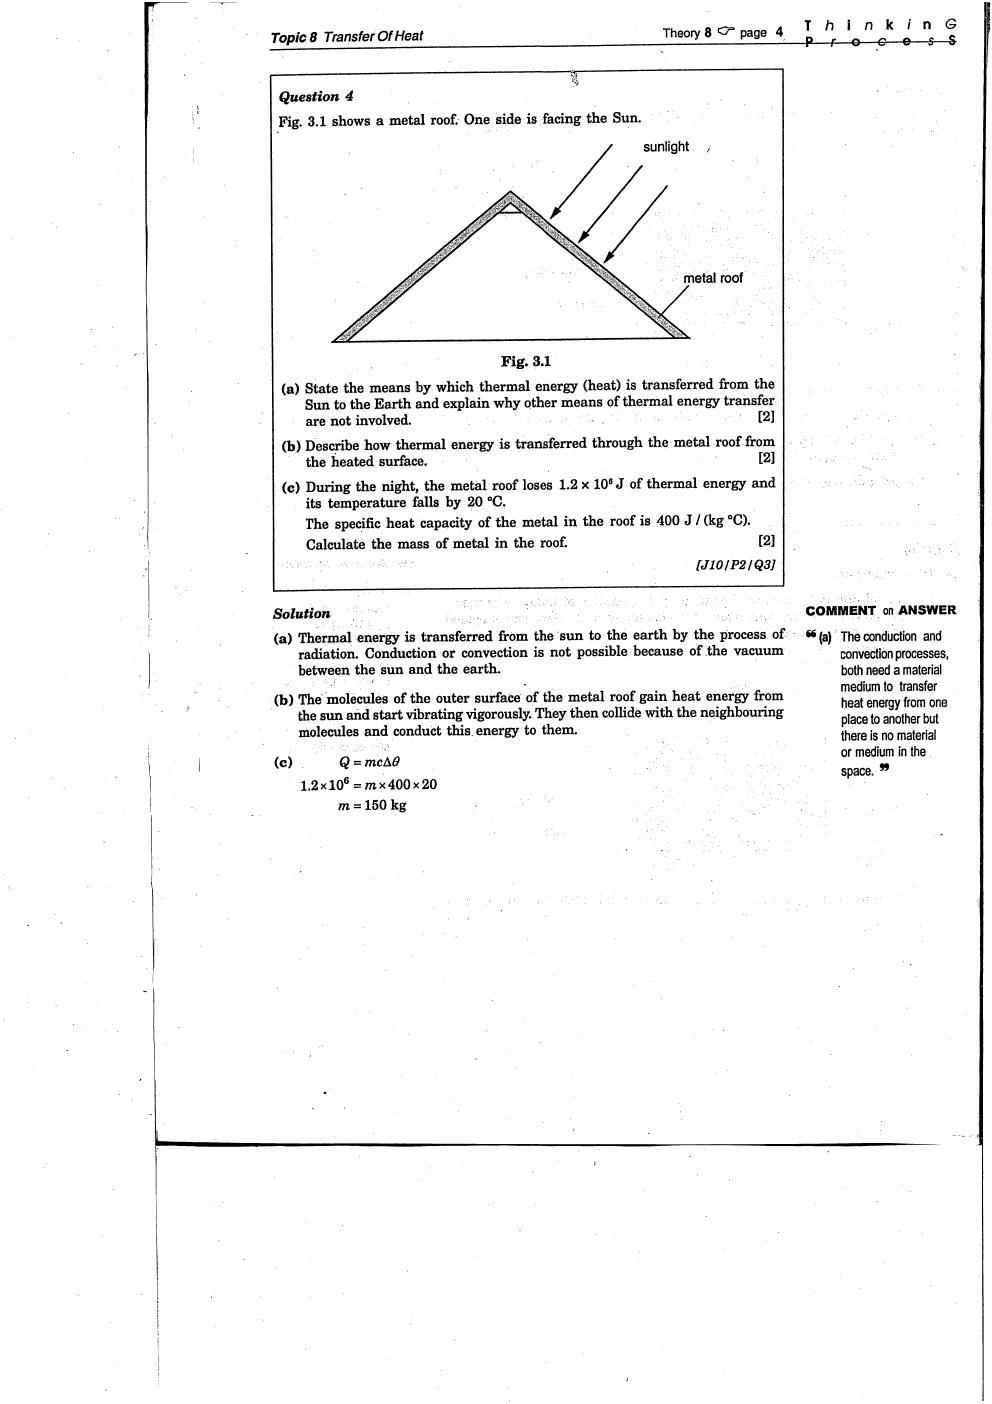 Topic 8 Transfer Of Heat
Theory 8 ☞ page 4
T h i n k i n G
P r o c e s S
Question 4
Fig. 3.1 shows a metal roof. One side is facing the Sun.
sunlight
metal roof
Fig. 3.1
(a) State the means by which thermal energy (heat) is transferred from the
Sun to the Earth and explain why other means of thermal energy transfer
are not involved. [2]
(b) Describe how thermal energy is transferred through the metal roof from
the heated surface. [2]
(c) During the night, the metal roof loses 1.2 x 10⁶ J of thermal energy and
its temperature falls by 20 °C.
The specific heat capacity of the metal in the roof is 400 J / (kg °C).
Calculate the mass of metal in the roof. [2]
[J10/P2/Q3]
Solution
(a) Thermal energy is transferred from the sun to the earth by the process of
radiation. Conduction or convection is not possible because of the vacuum
between the sun and the earth.
(b) The molecules of the outer surface of the metal roof gain heat energy from
the sun and start vibrating vigorously. They then collide with the neighbouring
molecules and conduct this energy to them.
(c) Q = mcΔθ
1.2×10⁶ = m×400×20
m = 150 kg
COMMENT on ANSWER
❝ (a) The conduction and
convection processes,
both need a material
medium to transfer
heat energy from one
place to another but
there is no material
or medium in the
space. ❞